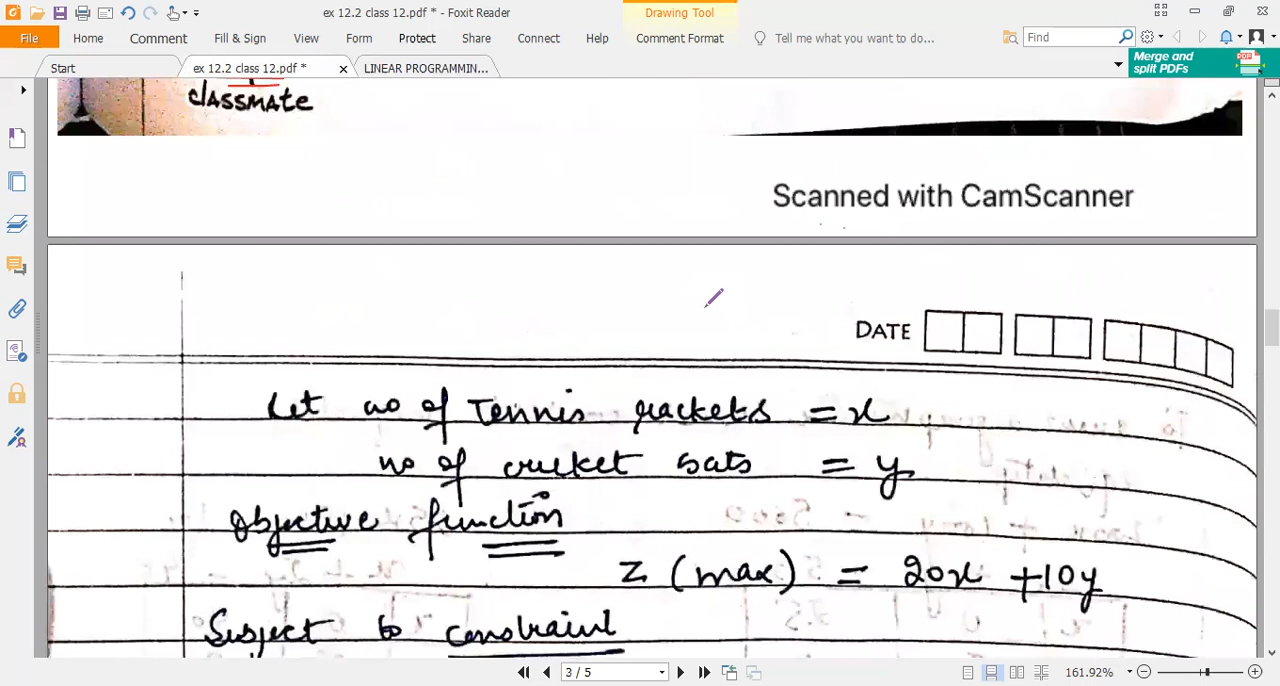 ex 12.2 class 12.pdf * - Foxit Reader
Drawing Tool
File Home Comment Fill & Sign View Form Protect Share Connect Help Comment Format Tell me what you want to do... Find
Start ex 12.2 class 12.pdf * LINEAR PROGRAMMIN...
Merge and
split PDFs
CLASSMATE
Scanned with CamScanner
DATE
Let no of Tennis rackets = x
no of cricket bats = y
Objective function
Z (max) = 20x + 10y
Subject to constraint
3 / 5
161.92%